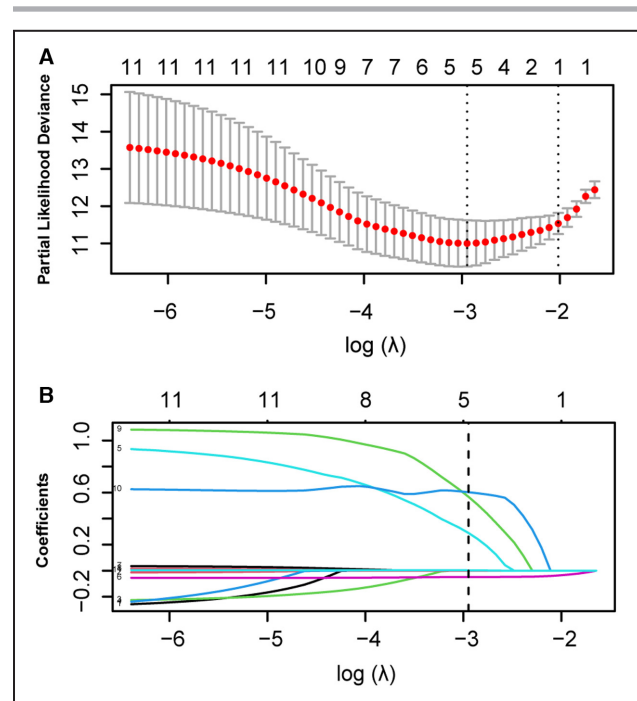 A
11 11 11 11 11 10 9 7 7 6 5 5 4 2 1 1
Partial Likelihood Deviance
15
14
13
12
11
−6 −5 −4 −3 −2
log (λ)
B
11 11 8 5 1
Coefficients
1.0
0.6
0.2
−0.2
9
5
10
6
−6 −5 −4 −3 −2
log (λ)